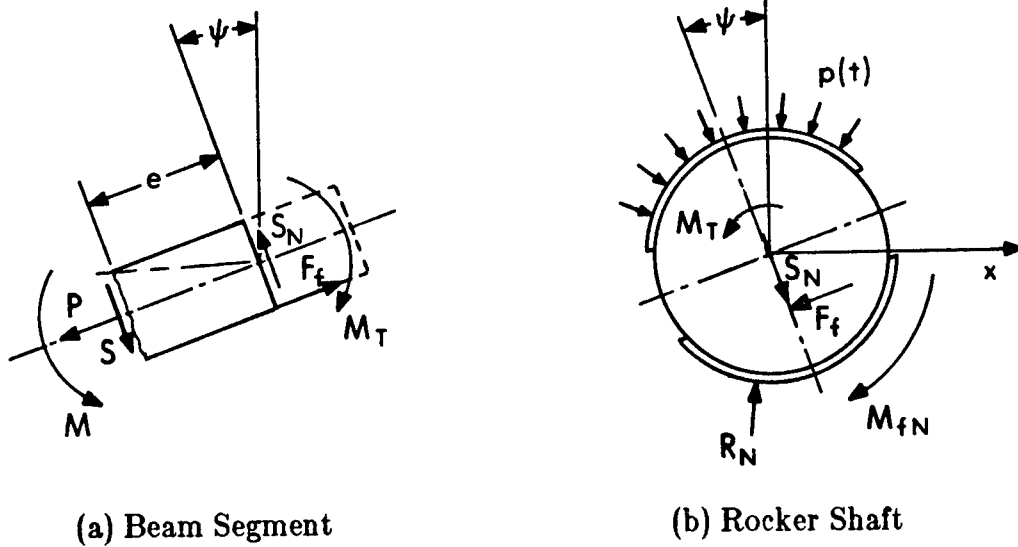 ψ
e
S_N
P
F_f
S
M_T
M
(a) Beam Segment
ψ
p(t)
M_T
S_N
x
F_f
M_fN
R_N
(b) Rocker Shaft